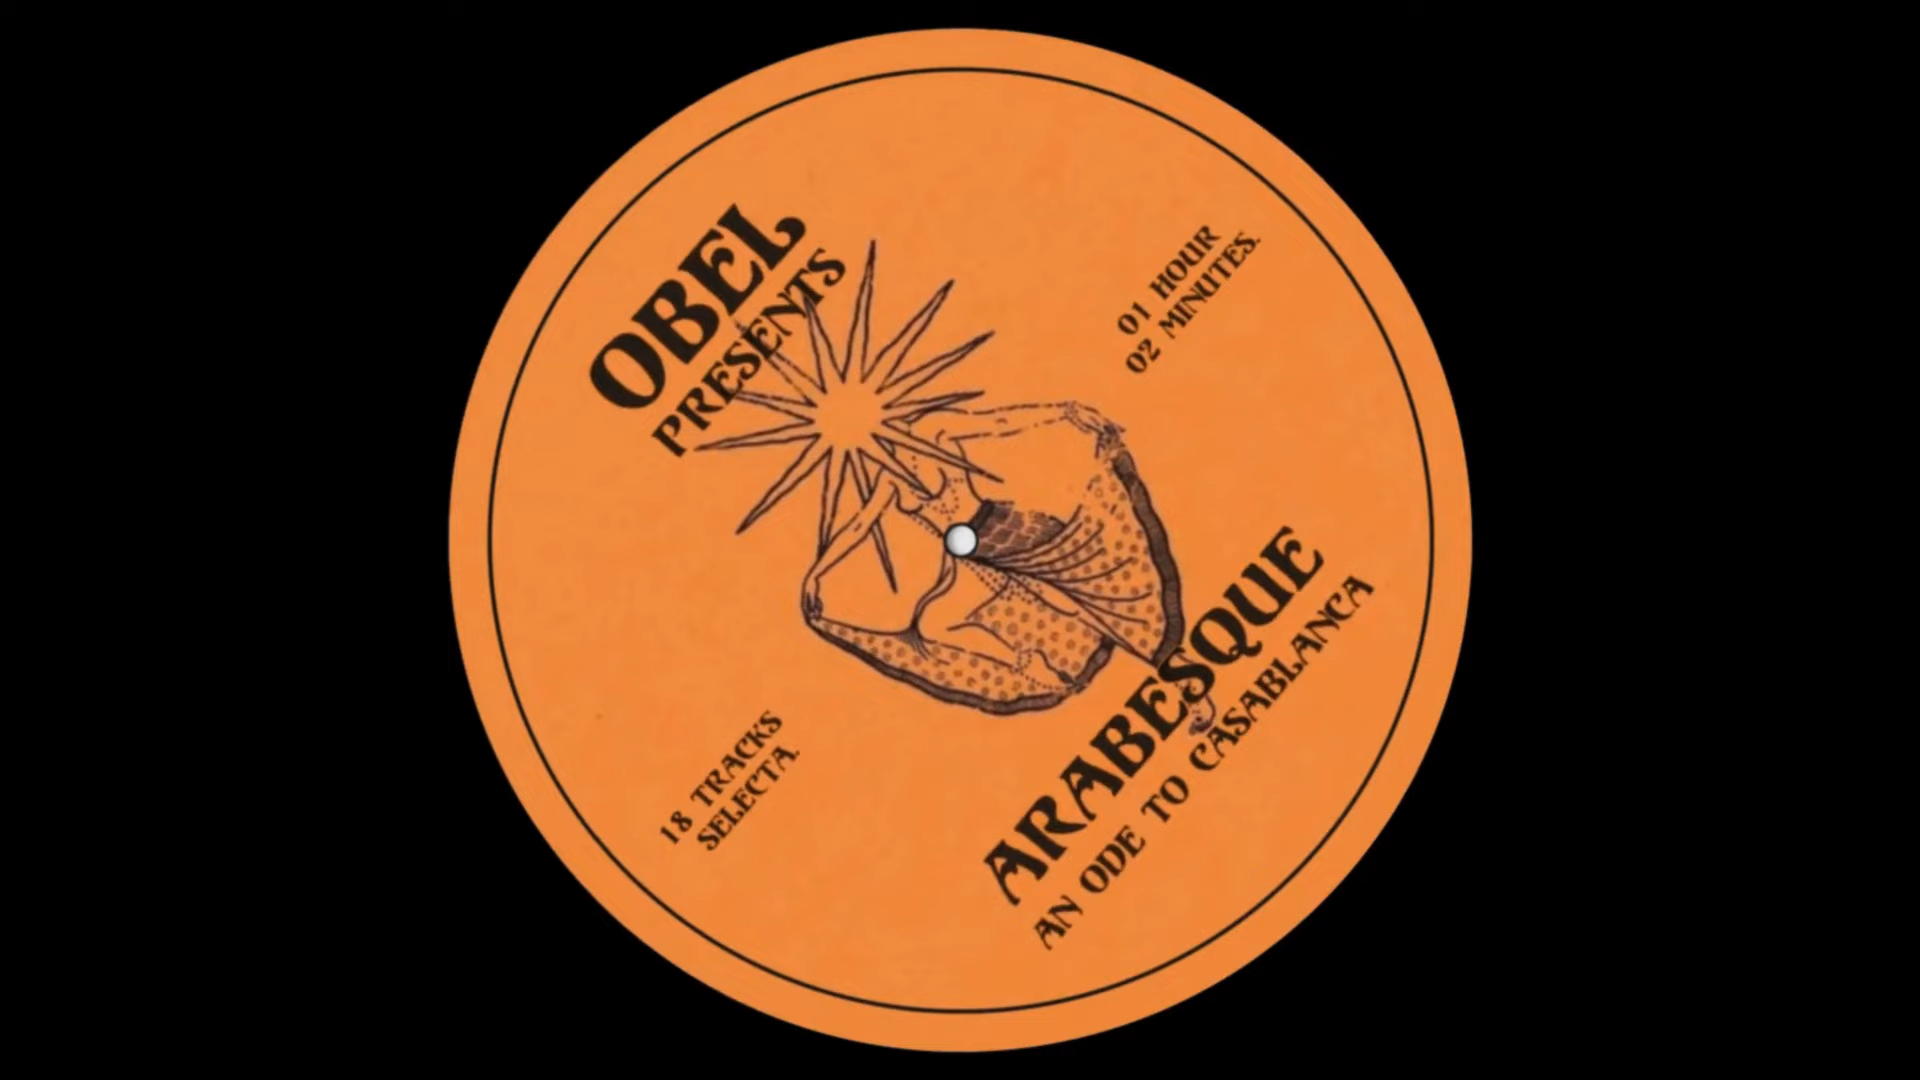 OBEL
PRESENTS
01 HOUR
02 MINUTES.
18 TRACKS
SELECTA.
ARABESQUE
AN ODE TO CASABLANCA